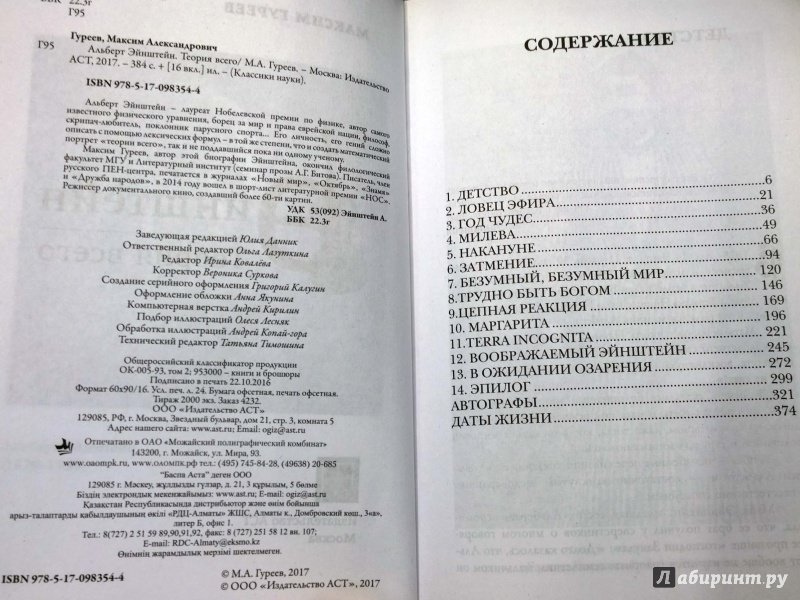 ББК 22.3г
Г95
Гуреев, Максим Александрович
Г95 Альберт Эйнштейн. Теория всего/ М.А. Гуреев. – Москва: Издательство
АСТ, 2017. – 384 с. + [16 вкл.] ил. – (Классики науки).
ISBN 978-5-17-098354-4
Альберт Эйнштейн – лауреат Нобелевской премии по физике, автор самого
известного физического уравнения, борец за мир и права еврейской нации, философ,
скрипач-любитель, поклонник парусного спорта... Его личность, его гений сложно
описать с помощью лексических формул – в той же степени, что и создать математический
портрет «теории всего», так и не поддавшийся пока ни одному ученому.
Максим Гуреев, автор этой биографии Эйнштейна, окончил филологический
факультет МГУ и Литературный институт (семинар прозы А.Г. Битова). Писатель, член
русского ПЕН-центра, печатается в журналах «Новый мир», «Октябрь», «Знамя»
и «Дружба народов», в 2014 году вошел в шорт-лист литературной премии «НОС».
Режиссер документального кино, создавший более 60-ти картин.
УДК 53(092) Эйнштейн А.
ББК 22.3г
Заведующая редакцией Юлия Данник
Ответственный редактор Ольга Лазуткина
Редактор Ирина Ковалёва
Корректор Вероника Суркова
Создание серийного оформления Григорий Калугин
Оформление обложки Анна Якунина
Компьютерная верстка Андрей Кирилин
Подбор иллюстраций Олеся Лесняк
Обработка иллюстраций Андрей Копай-гора
Технический редактор Татьяна Тимошина
Общероссийский классификатор продукции
ОК-005-93, том 2; 953000 – книги и брошюры
Подписано в печать 22.10.2016
Формат 60x90/16. Усл. печ. л. 24. Бумага офсетная, печать офсетная.
Тираж 2000 экз. Заказ 4232.
ООО «Издательство АСТ»
129085, РФ, г. Москва, Звездный бульвар, дом 21, стр. 3, комната 5
Адрес нашего сайта: www.ast.ru; Email: ogiz@ast.ru
Отпечатано в ОАО «Можайский полиграфический комбинат»
143200, г. Можайск, ул. Мира, 93.
www.oaompk.ru, www.оаомпк.рф тел.: (495) 745-84-28, (49638) 20-685
"Баспа Аста" деген ООО
129085 г. Мәскеу, жұлдызды гүлзар, д. 21, 3 құрылым, 5 бөлме
Біздің электрондық мекенжайымыз: www.ast.ru; E-mail: ogiz@ast.ru
Қазақстан Республикасында дистрибьютор және өнім бойынша
арыз-талаптарды қабылдаушының өкілі «РДЦ-Алматы» ЖШС, Алматы к., Домбровский көш., 3«а»,
литер Б, офис 1.
Тел.: 8(727) 2 51 59 89,90,91,92, факс: 8 (727) 251 58 12 вн. 107;
E-mail: RDC-Almaty@eksmo.kz
Өнімнің жарамдылық мерзімі шектелмеген.
ISBN 978-5-17-098354-4
© М.А. Гуреев, 2017
© ООО «Издательство АСТ», 2017
СОДЕРЖАНИЕ
1. ДЕТСТВО 6
2. ЛОВЕЦ ЭФИРА 21
3. ГОД ЧУДЕС 36
4. МИЛЕВА 49
5. НАКАНУНЕ 66
6. ЗАТМЕНИЕ 94
7. БЕЗУМНЫЙ, БЕЗУМНЫЙ МИР 120
8.ТРУДНО БЫТЬ БОГОМ 146
9.ЦЕПНАЯ РЕАКЦИЯ 169
10. МАРГАРИТА 196
11.TERRA INCOGNITA 221
12. ВООБРАЖАЕМЫЙ ЭЙНШТЕЙН 245
13. В ОЖИДАНИИ ОЗАРЕНИЯ 272
14. ЭПИЛОГ 299
АВТОГРАФЫ 321
ДАТЫ ЖИЗНИ 374
Лабиринт.ру